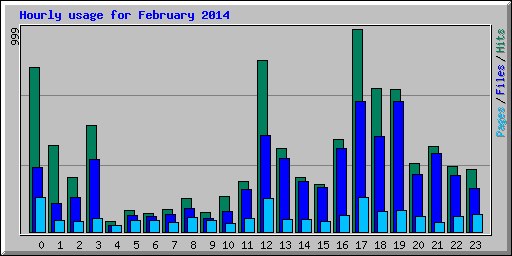 Hourly usage for February 2014
999
Pages / Files / Hits
0 1 2 3 4 5 6 7 8 9 10 11 12 13 14 15 16 17 18 19 20 21 22 23